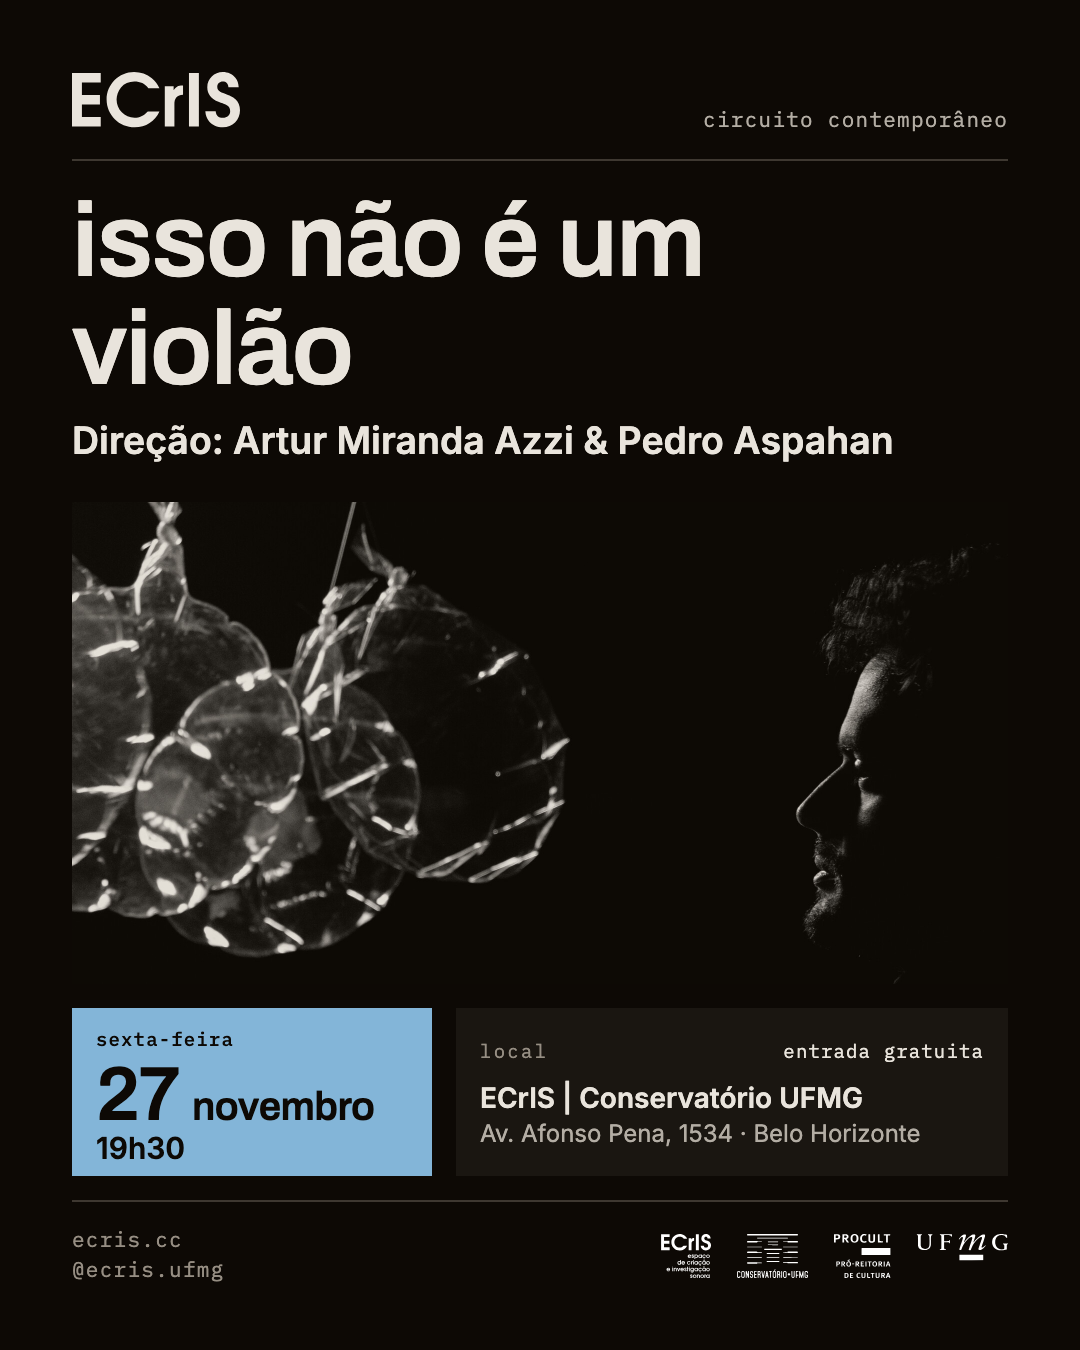 ECrIS
circuito contemporâneo
isso não é um
violão
Direção: Artur Miranda Azzi & Pedro Aspahan
sexta-feira
27 novembro
19h30
local
entrada gratuita
ECrIS | Conservatório UFMG
Av. Afonso Pena, 1534 · Belo Horizonte
ecris.cc
@ecris.ufmg
ECrIS
espaço
de criação
e investigação
sonora
CONSERVATÓRIO•UFMG
PROCULT
PRÓ-REITORIA
DE CULTURA
UFmG